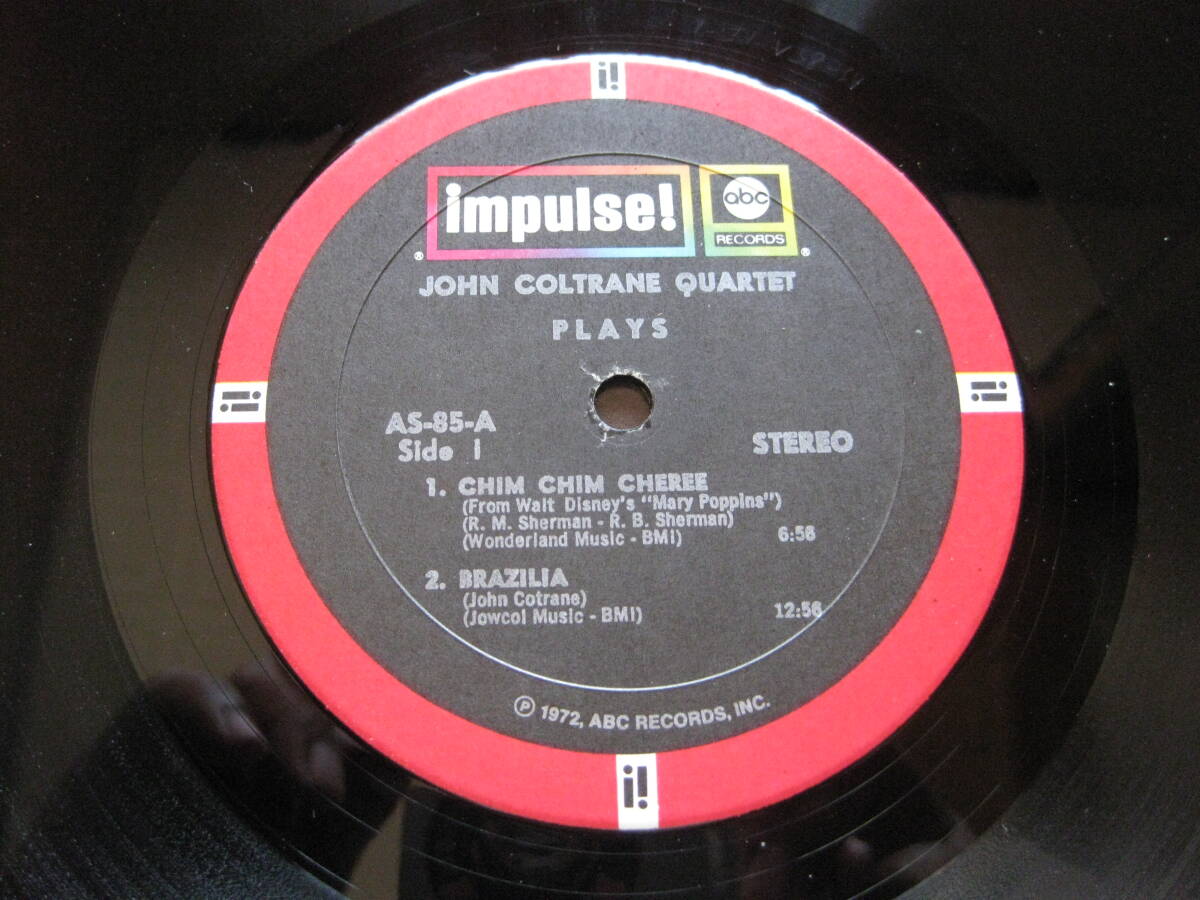 i!
impulse! abc
RECORDS
® ®
JOHN COLTRANE QUARTET
PLAYS
AS-85-A
Side 1 STEREO
1. CHIM CHIM CHEREE
(From Walt Disney's "Mary Poppins")
(R. M. Sherman - R. B. Sherman)
(Wonderland Music - BMI) 6:56
2. BRAZILIA
(John Cotrane)
(Jowcol Music - BMI) 12:56
℗ 1972, ABC RECORDS, INC.
i!
i!
i!